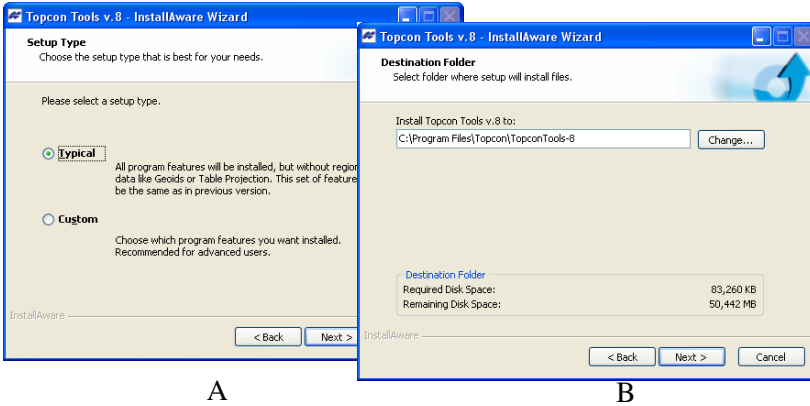 Topcon Tools v.8 - InstallAware Wizard
Setup Type
Choose the setup type that is best for your needs.
Please select a setup type.
Typical
All program features will be installed, but without
data like Geoids or Table Projection. This set of
be the same as in previous version.
Custom
Choose which program features you want installed.
Recommended for advanced users.
InstallAware
< Back
Next >
A
Topcon Tools v.8 - InstallAware Wizard
Destination Folder
Select folder where setup will install files.
Install Topcon Tools v.8 to:
C:\Program Files\Topcon\TopconTools-8
Change...
Destination Folder
Required Disk Space: 83,260 KB
Remaining Disk Space: 50,442 MB
InstallAware
< Back
Next >
Cancel
B